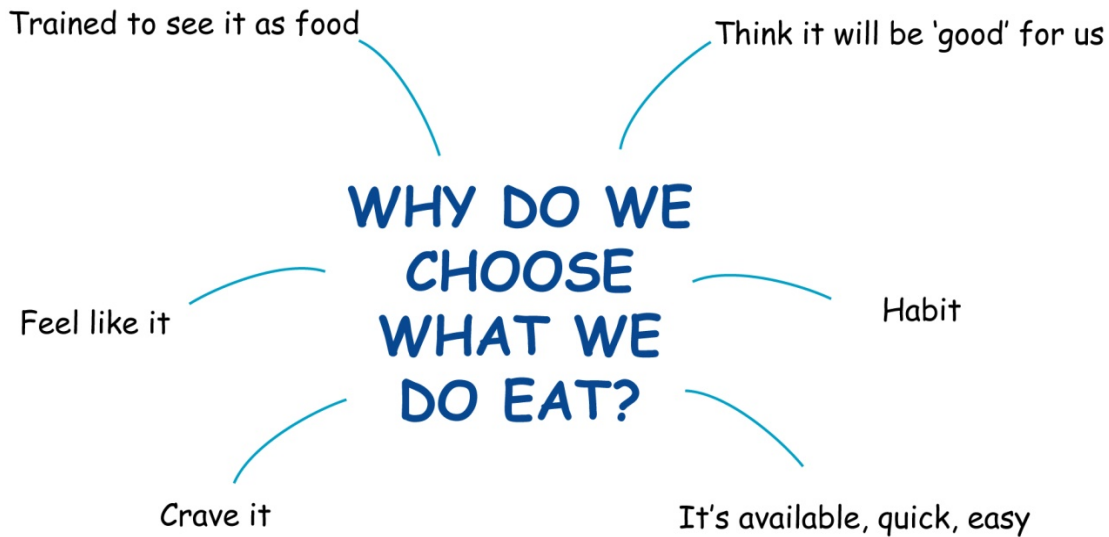 Trained to see it as food
Think it will be 'good' for us
WHY DO WE
CHOOSE
WHAT WE
DO EAT?
Feel like it
Habit
Crave it
It's available, quick, easy